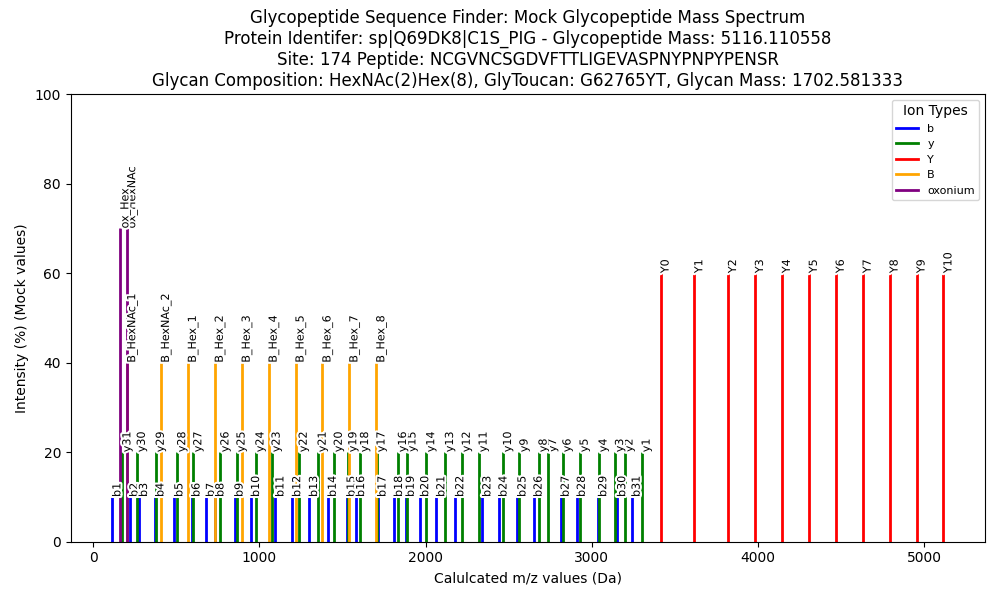 Glycopeptide Sequence Finder: Mock Glycopeptide Mass Spectrum
Protein Identifer: sp|Q69DK8|C1S_PIG - Glycopeptide Mass: 5116.110558
Site: 174 Peptide: NCGVNCSGDVFTTLIGEVASPNYPNPYPENSR
Glycan Composition: HexNAc(2)Hex(8), GlyToucan: G62765YT, Glycan Mass: 1702.581333
Intensity (%) (Mock values)
100
80
60
40
20
0
Ion Types
b
y
Y
B
oxonium
ox_Hex
ox_HexNAc
Y0
Y1
Y2
Y3
Y4
Y5
Y6
Y7
Y8
Y9
Y10
B_HexNAc_1
B_HexNAc_2
B_Hex_1
B_Hex_2
B_Hex_3
B_Hex_4
B_Hex_5
B_Hex_6
B_Hex_7
B_Hex_8
y31
y30
y29
y28
y27
y26
y25
y24
y23
y22
y21
y20
y19
y18
y17
y16
y15
y14
y13
y12
y11
y10
y9
y8
y7
y6
y5
y4
y3
y2
y1
b1
b2
b3
b4
b5
b6
b7
b8
b9
b10
b11
b12
b13
b14
b15
b16
b17
b18
b19
b20
b21
b22
b23
b24
b25
b26
b27
b28
b29
b30
b31
0
1000
2000
3000
4000
5000
Calulcated m/z values (Da)